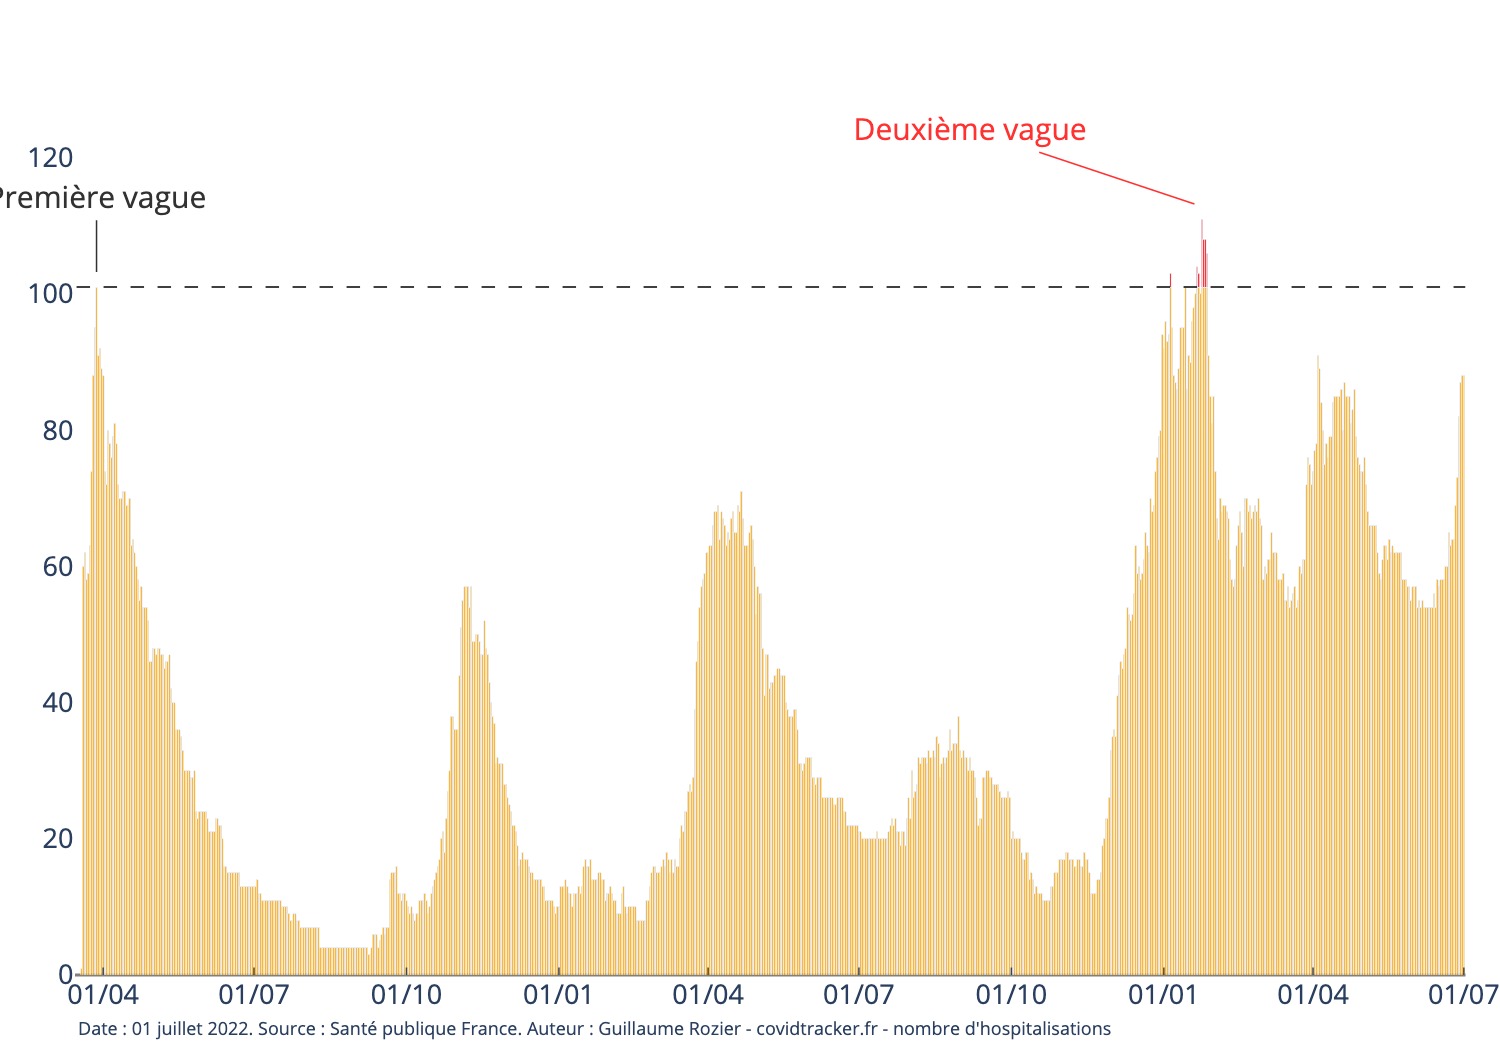 Deuxième vague
120
Première vague
100
80
60
40
20
0
01/04 01/07 01/10 01/01 01/04 01/07 01/10 01/01 01/04 01/07
Date : 01 juillet 2022. Source : Santé publique France. Auteur : Guillaume Rozier - covidtracker.fr - nombre d'hospitalisations